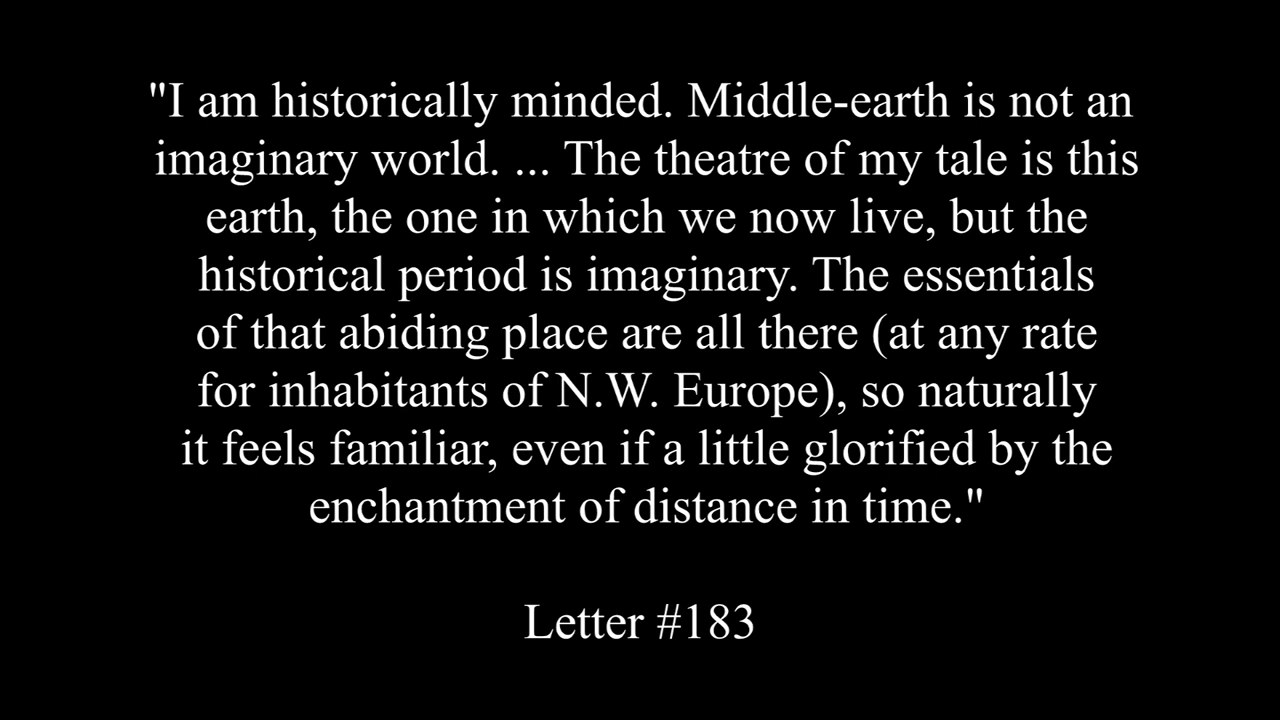 "I am historically minded. Middle-earth is not an
imaginary world. ... The theatre of my tale is this
earth, the one in which we now live, but the
historical period is imaginary. The essentials
of that abiding place are all there (at any rate
for inhabitants of N.W. Europe), so naturally
it feels familiar, even if a little glorified by the
enchantment of distance in time."
Letter #183